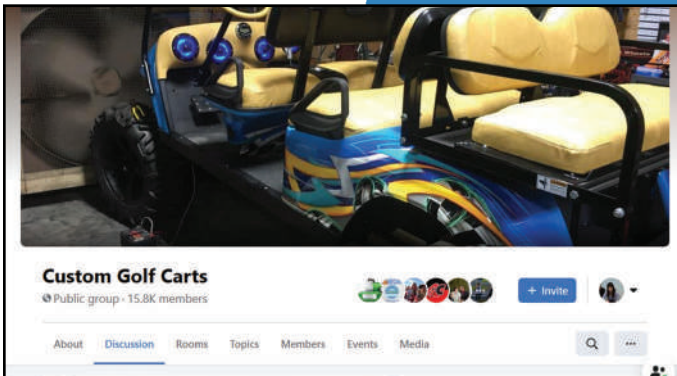 Custom Golf Carts
Public group · 15.8K members
+ Invite
About Discussion Rooms Topics Members Events Media